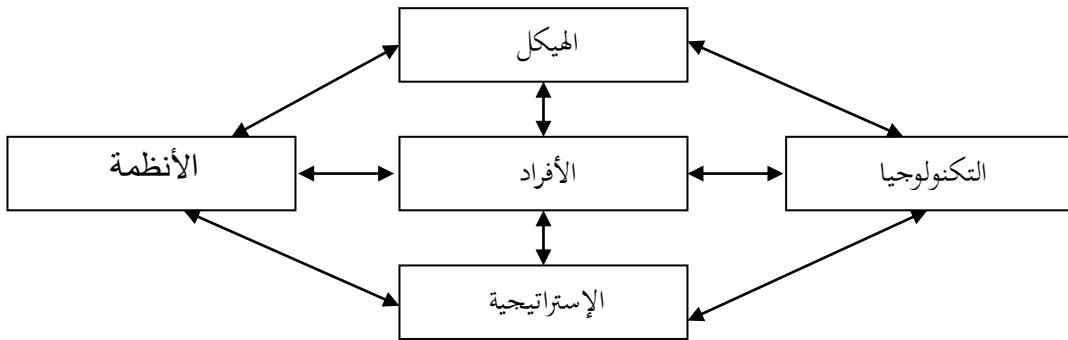 الهيكل
التكنولوجيا
الأفراد
الأنظمة
الإستراتيجية